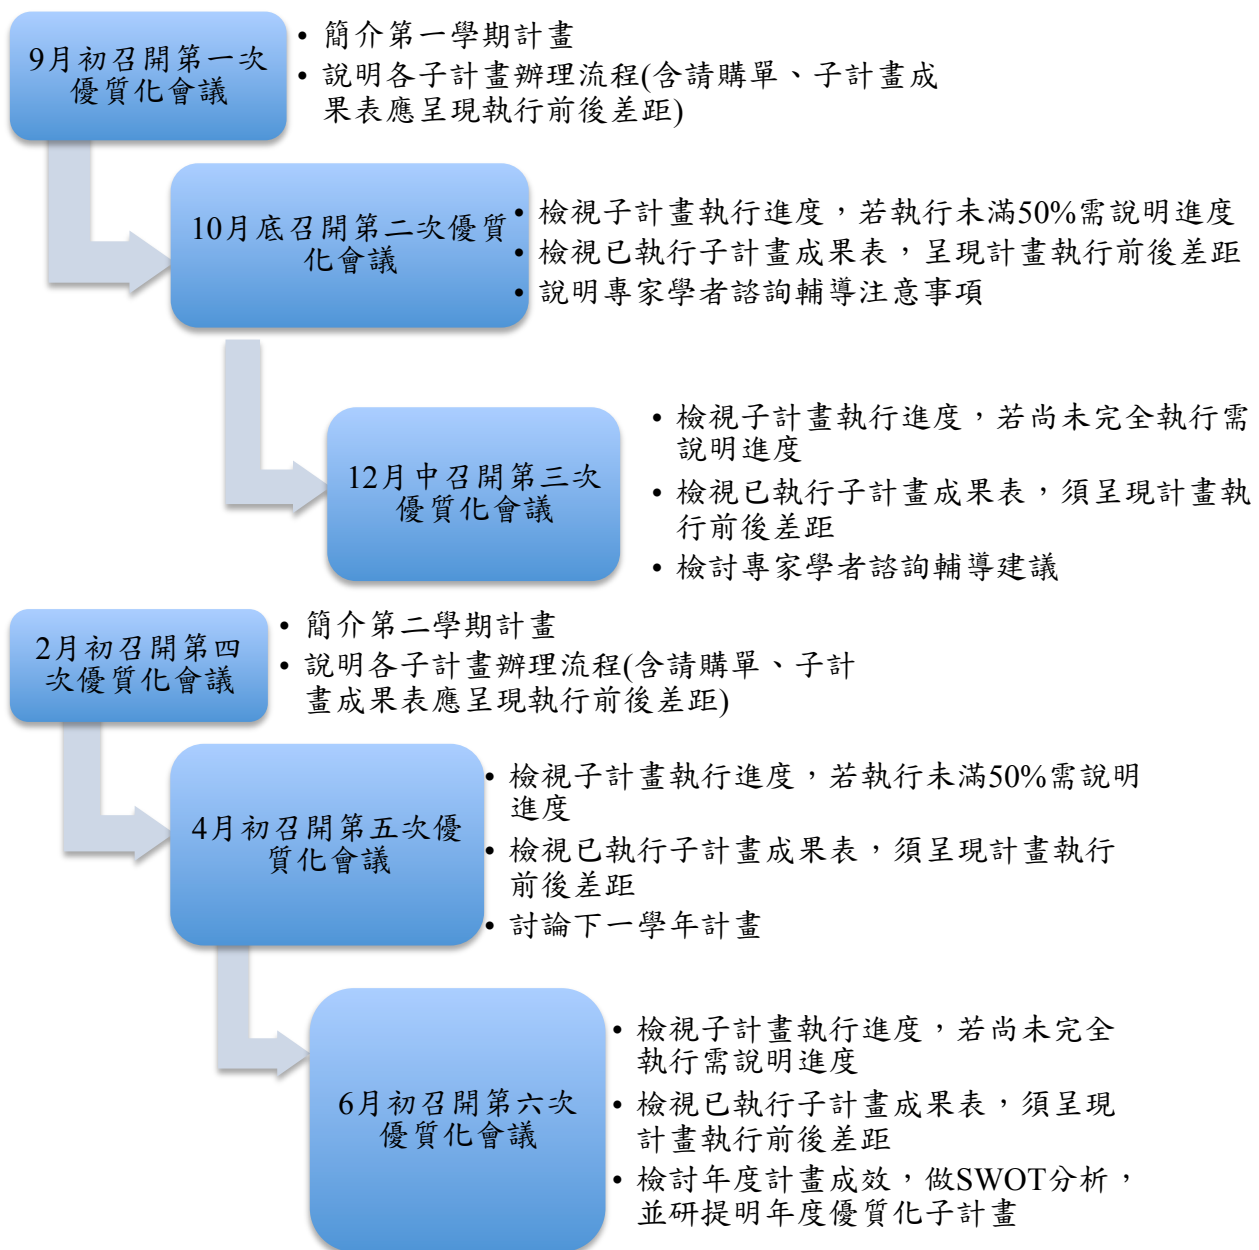 9月初召開第一次
優質化會議
• 簡介第一學期計畫
• 說明各子計畫辦理流程(含請購單、子計畫成
果表應呈現執行前後差距)
10月底召開第二次優質
化會議
• 檢視子計畫執行進度，若執行未滿50%需說明進度
• 檢視已執行子計畫成果表，呈現計畫執行前後差距
• 說明專家學者諮詢輔導注意事項
12月中召開第三次
優質化會議
• 檢視子計畫執行進度，若尚未完全執行需
說明進度
• 檢視已執行子計畫成果表，須呈現計畫執
行前後差距
• 檢討專家學者諮詢輔導建議
2月初召開第四
次優質化會議
• 簡介第二學期計畫
• 說明各子計畫辦理流程(含請購單、子計
畫成果表應呈現執行前後差距)
4月初召開第五次優
質化會議
• 檢視子計畫執行進度，若執行未滿50%需說明
進度
• 檢視已執行子計畫成果表，須呈現計畫執行
前後差距
• 討論下一學年計畫
6月初召開第六次
優質化會議
• 檢視子計畫執行進度，若尚未完全
執行需說明進度
• 檢視已執行子計畫成果表，須呈現
計畫執行前後差距
• 檢討年度計畫成效，做SWOT分析，
並研提明年度優質化子計畫